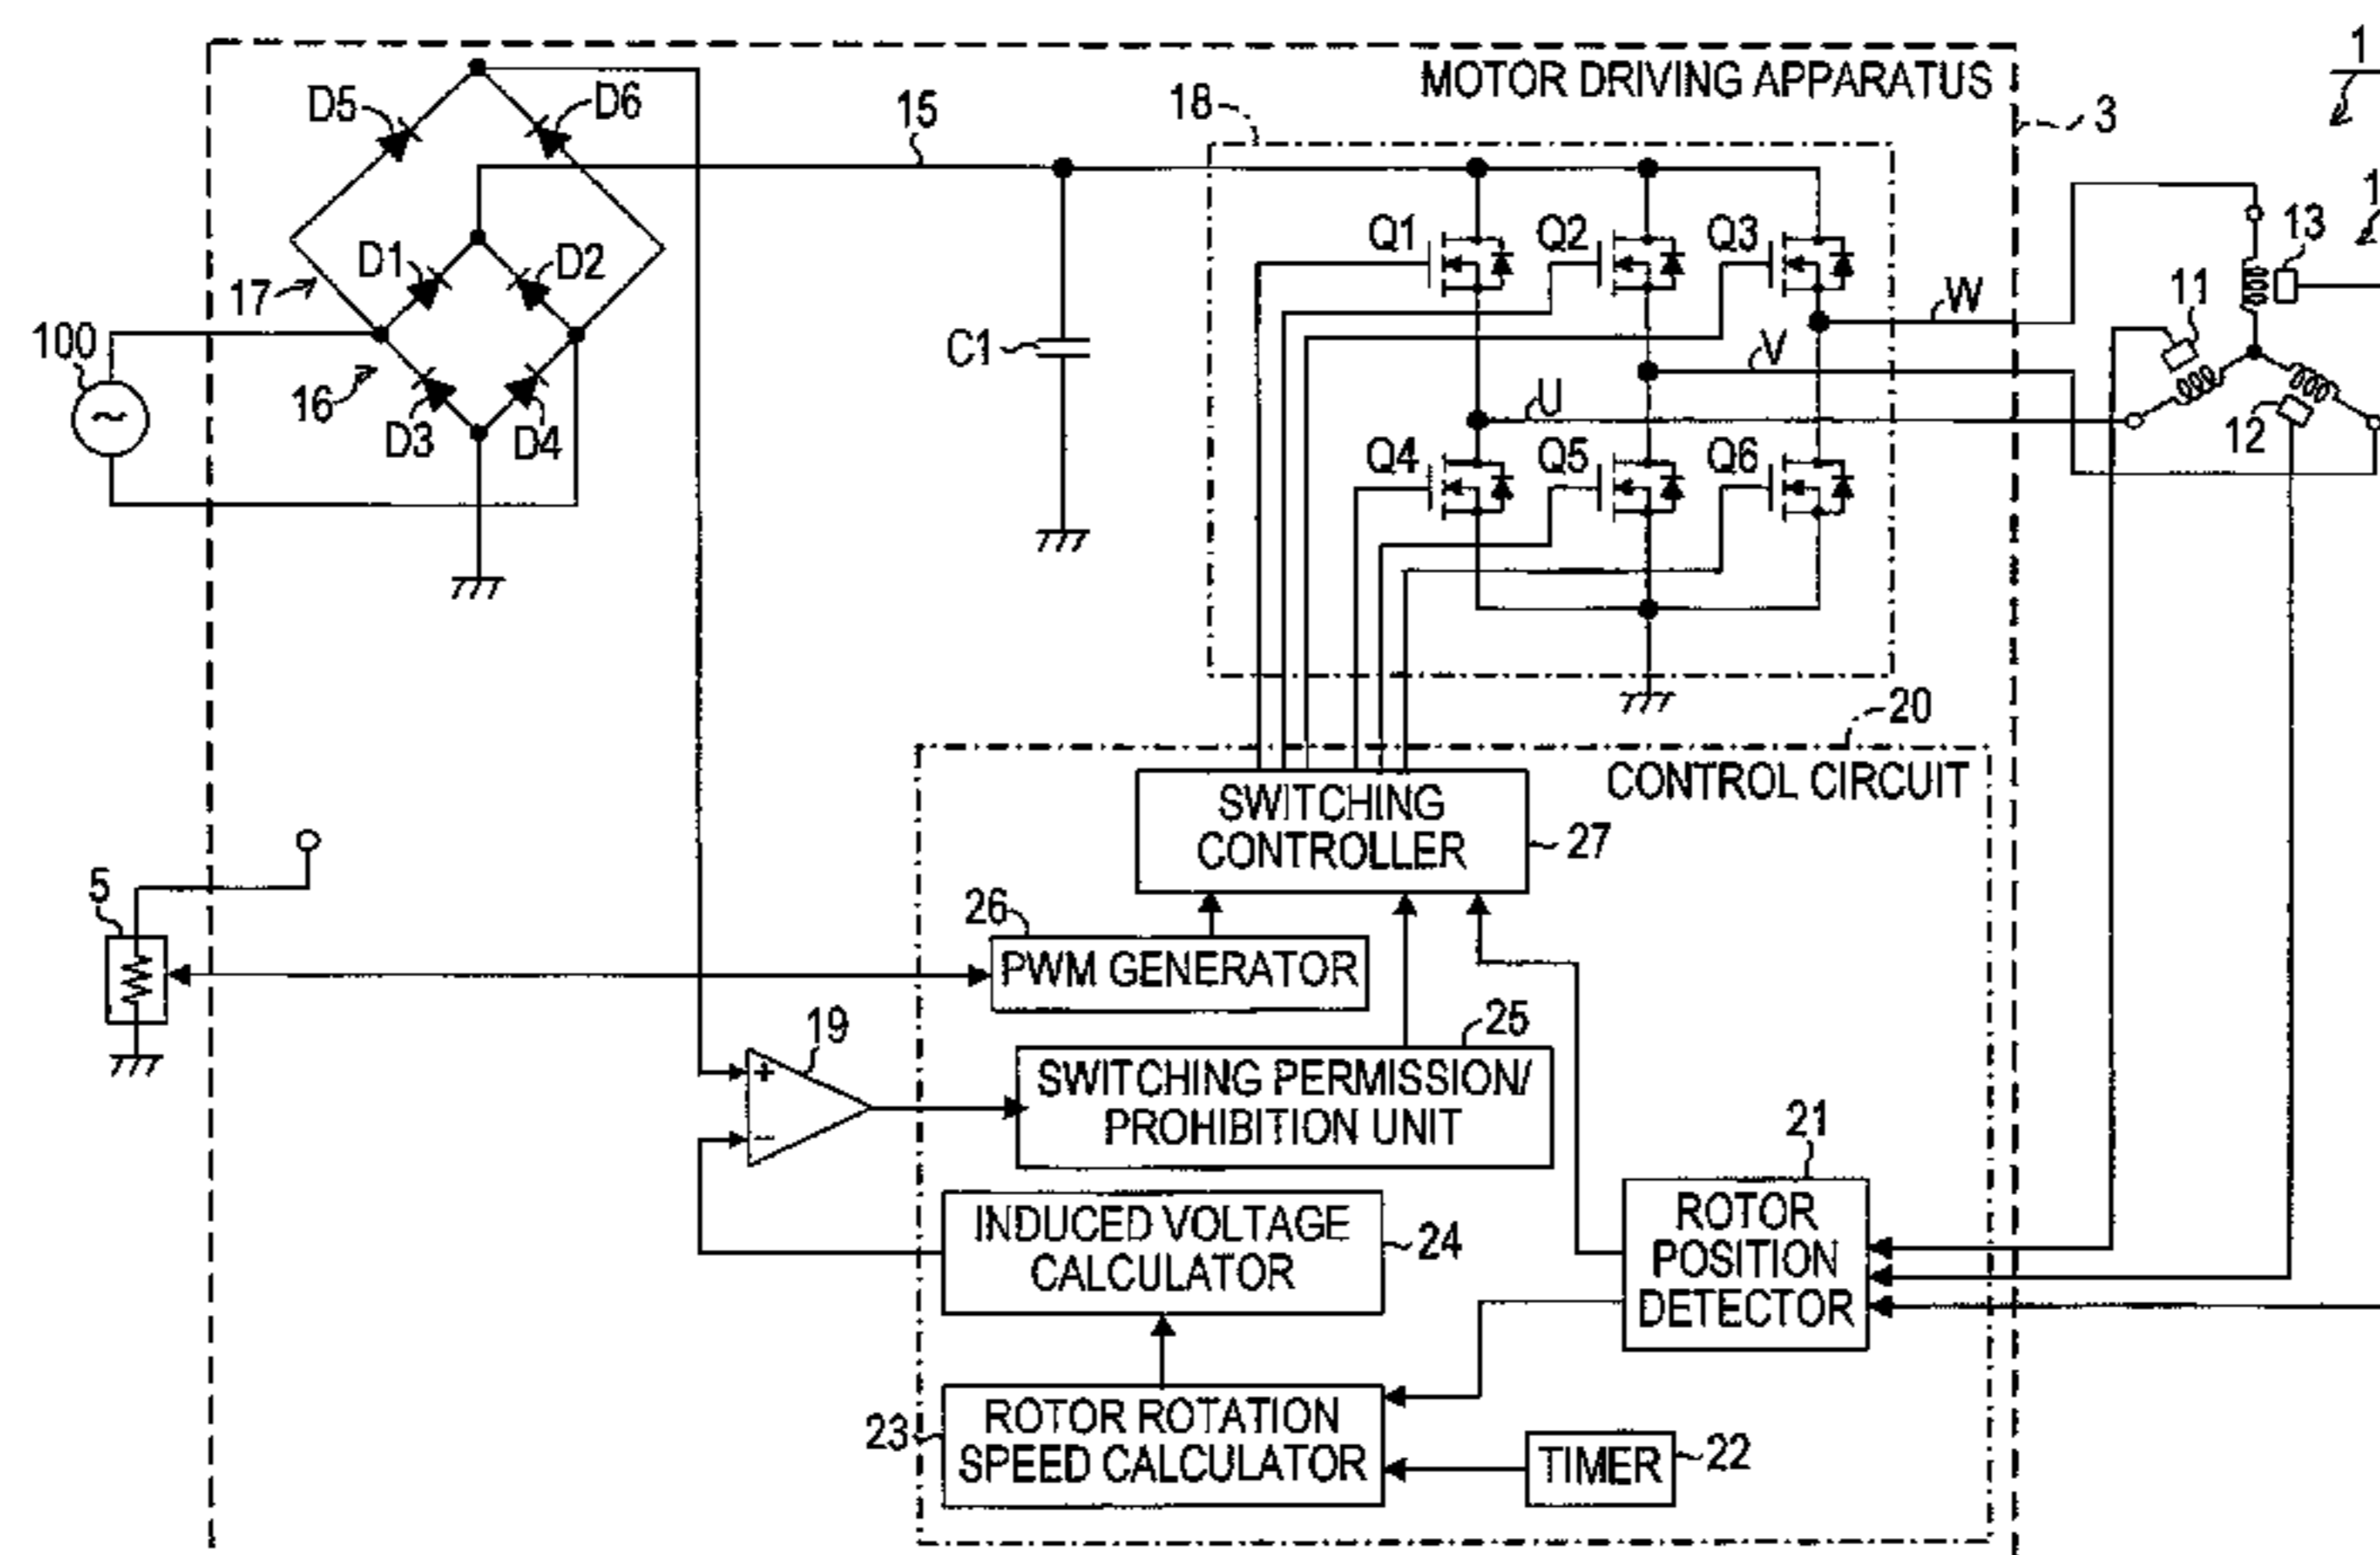 1
MOTOR DRIVING APPARATUS
3
D5
D6
15
18
13
Q1
Q2
Q3
D1
D2
17
11
W
100
C1
V
16
U
D3
D4
12
Q4
Q5
Q6
20
CONTROL CIRCUIT
SWITCHING
CONTROLLER
27
5
26
PWM GENERATOR
19
+
−
25
SWITCHING PERMISSION/
PROHIBITION UNIT
21
INDUCED VOLTAGE
CALCULATOR
24
ROTOR
POSITION
DETECTOR
23
ROTOR ROTATION
SPEED CALCULATOR
TIMER
22